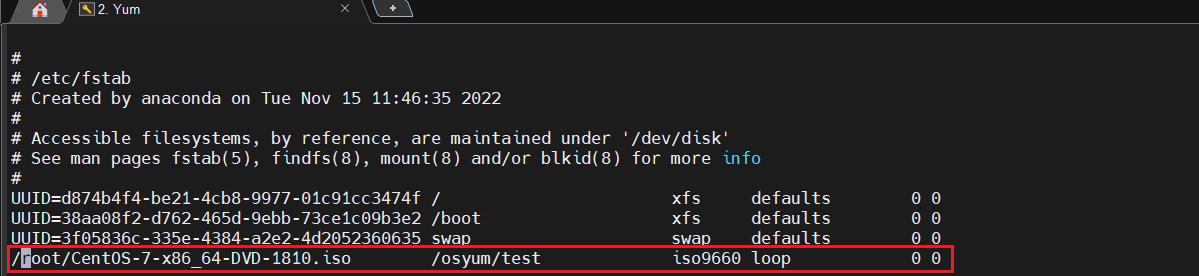 2. Yum
#
# /etc/fstab
# Created by anaconda on Tue Nov 15 11:46:35 2022
#
# Accessible filesystems, by reference, are maintained under '/dev/disk'
# See man pages fstab(5), findfs(8), mount(8) and/or blkid(8) for more info
#
UUID=d874b4f4-be21-4cb8-9977-01c91cc3474f /                       xfs     defaults        0 0
UUID=38aa08f2-d762-465d-9ebb-73ce1c09b3e2 /boot                   xfs     defaults        0 0
UUID=3f05836c-335e-4384-a2e2-4d2052360635 swap                    swap    defaults        0 0
/root/CentOS-7-x86_64-DVD-1810.iso        /osyum/test             iso9660 loop            0 0